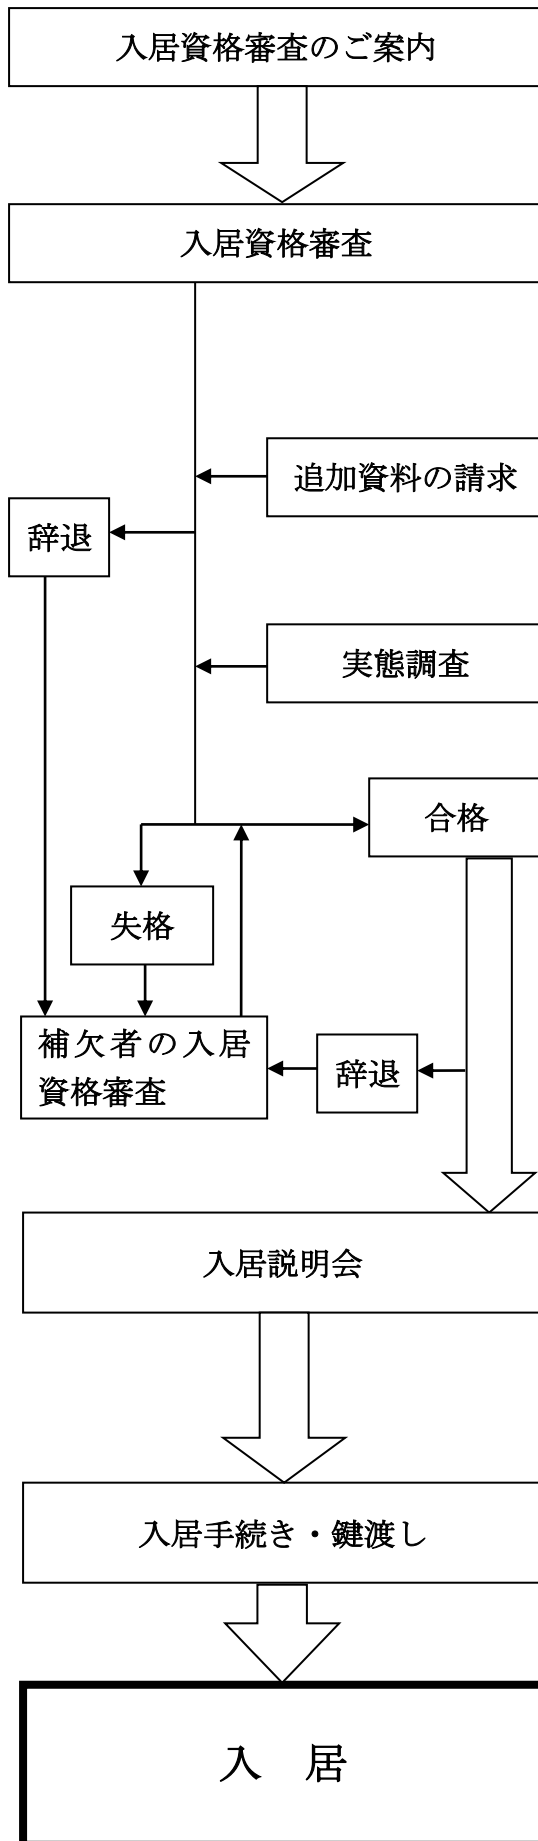 入居資格審査のご案内
入居資格審査
追加資料の請求
辞退
実態調査
合格
失格
補欠者の入居
資格審査
辞退
入居説明会
入居手続き・鍵渡し
入　居